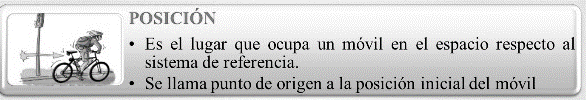 POSICIÓN
• Es el lugar que ocupa un móvil en el espacio respecto al
sistema de referencia.
• Se llama punto de origen a la posición inicial del móvil